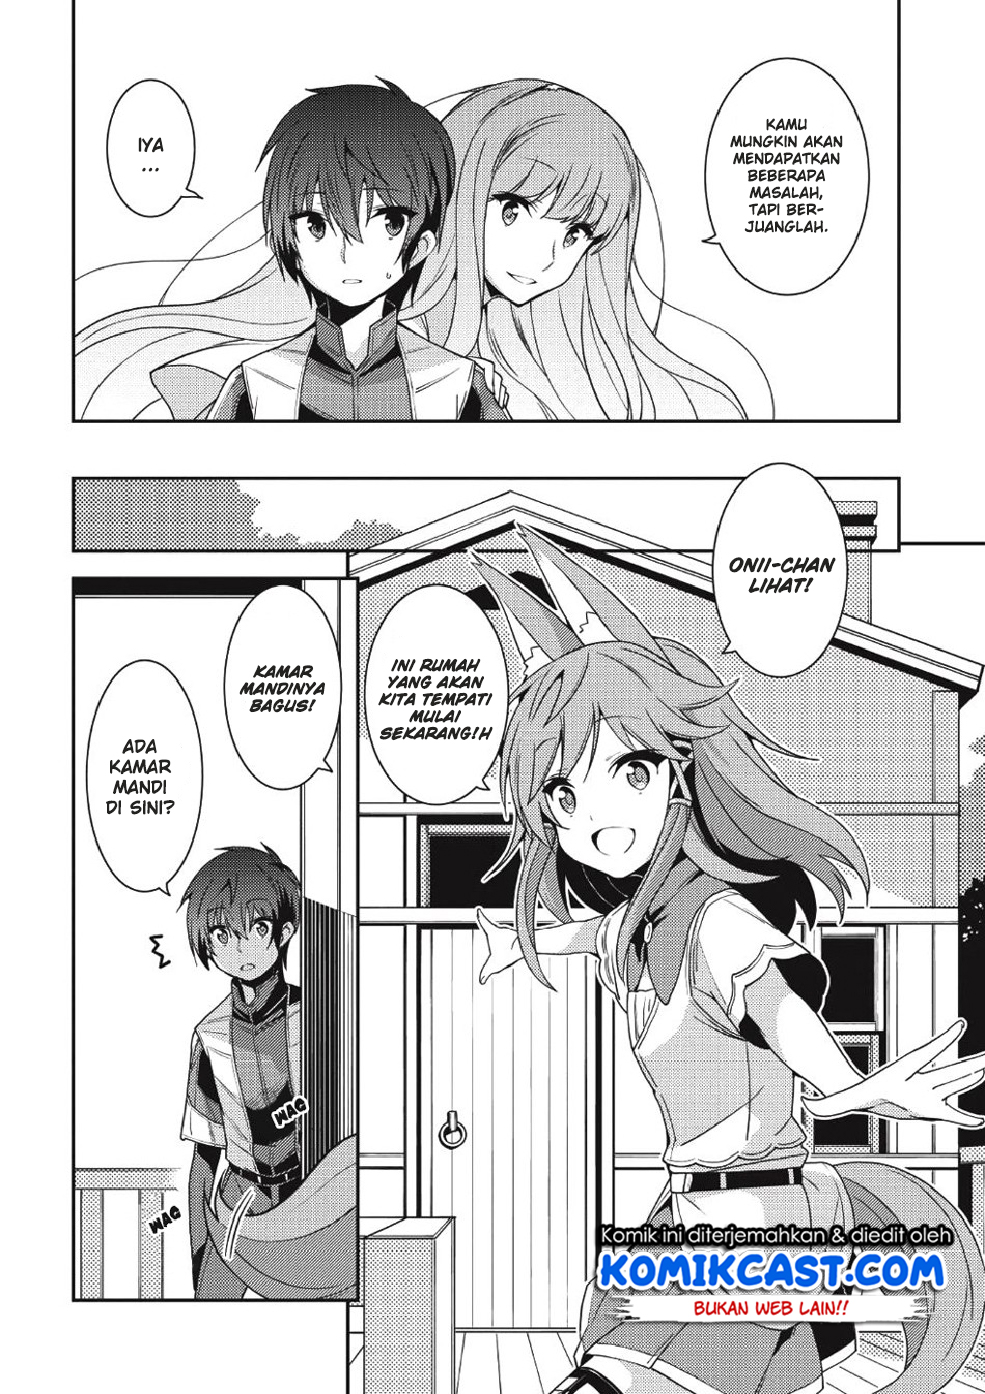 KAMU
MUNGKIN AKAN
MENDAPATKAN
BEBERAPA
MASALAH,
TAPI BER-
JUANGLAH.
IYA
...
ONII-CHAN
LIHAT!
INI RUMAH
YANG AKAN
KITA TEMPATI
MULAI
SEKARANG!H
KAMAR
MANDINYA
BAGUS!
ADA
KAMAR
MANDI
DI SINI?
WAG
WAG
Komik ini diterjemahkan & diedit oleh
KOMIKCAST.COM
BUKAN WEB LAIN!!